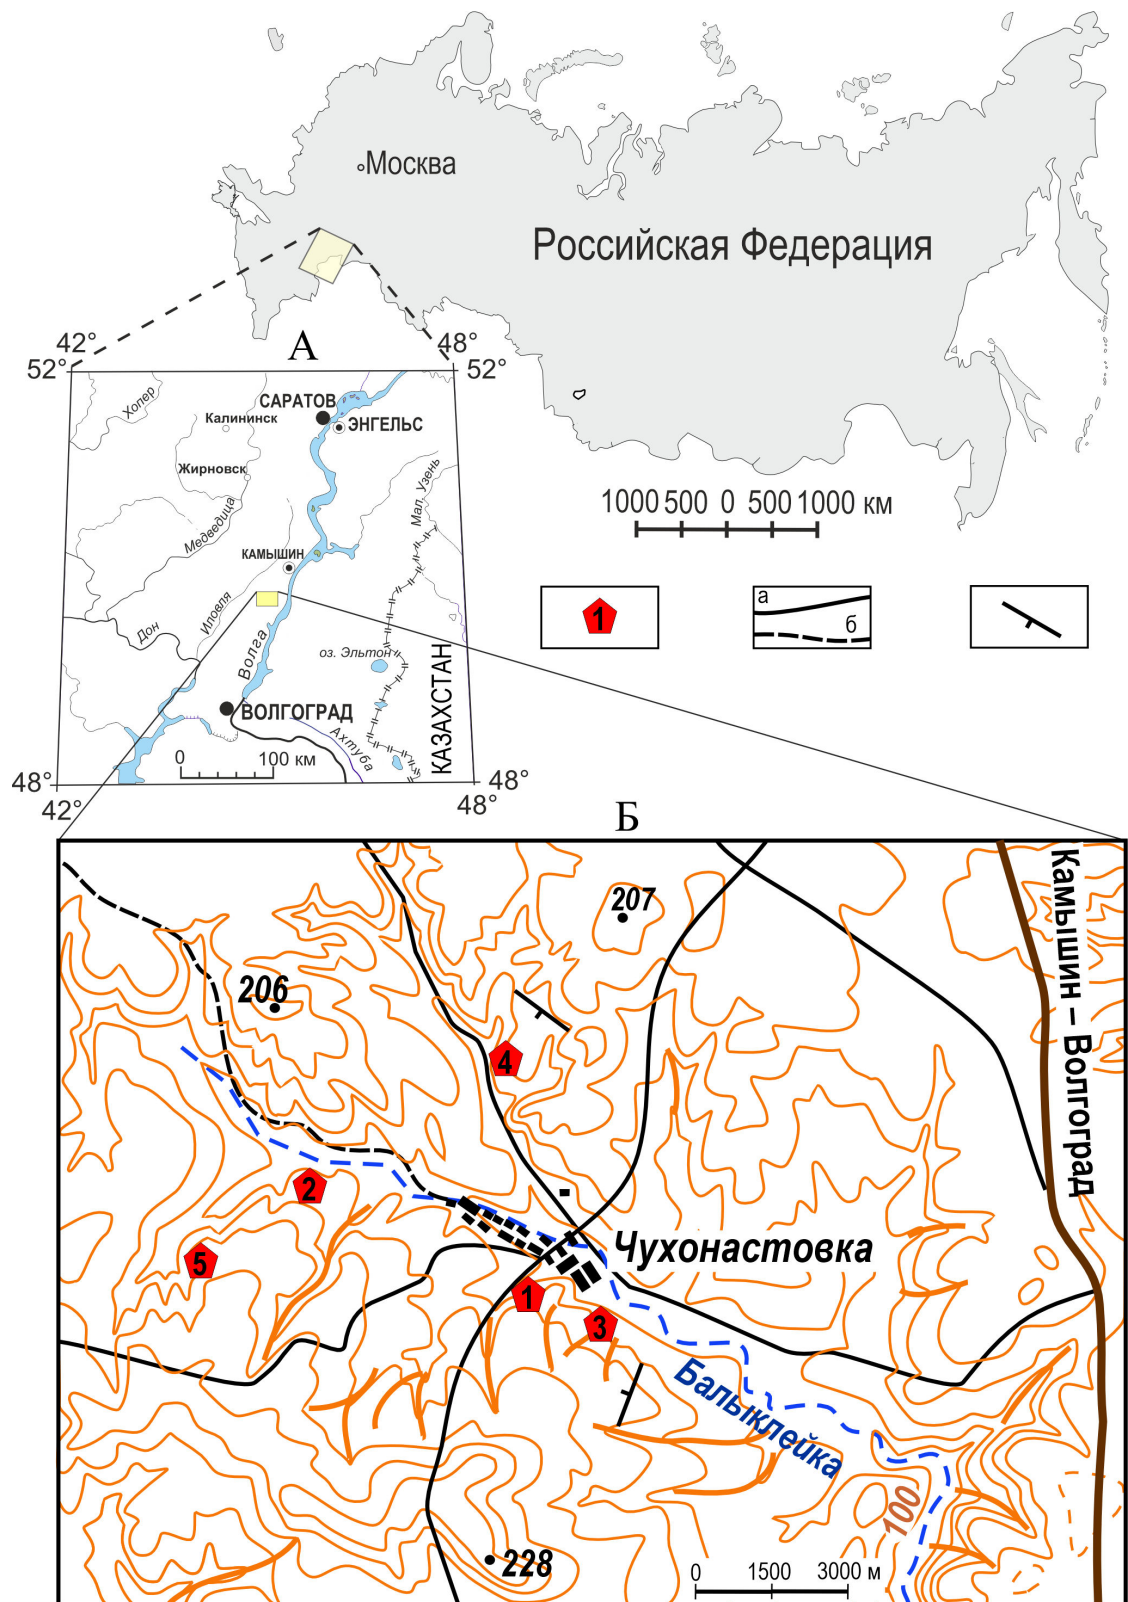 Москва
Российская Федерация
42°
А
48°
52°
52°
Хопер
САРАТОВ
Калининск
ЭНГЕЛЬС
Жирновск
Мал. Узень
Медведица
1000 500 0 500 1000 км
КАМЫШИН
1
а
б
Иловля
Дон
Волга
оз. Эльтон
КАЗАХСТАН
ВОЛГОГРАД
Ахтуба
0 100 км
48°
48°
42°
48°
Б
Камышин – Волгоград
207
206
4
2
Чухонастовка
5
1
3
Балыклейка
100
228
0 1500 3000 м